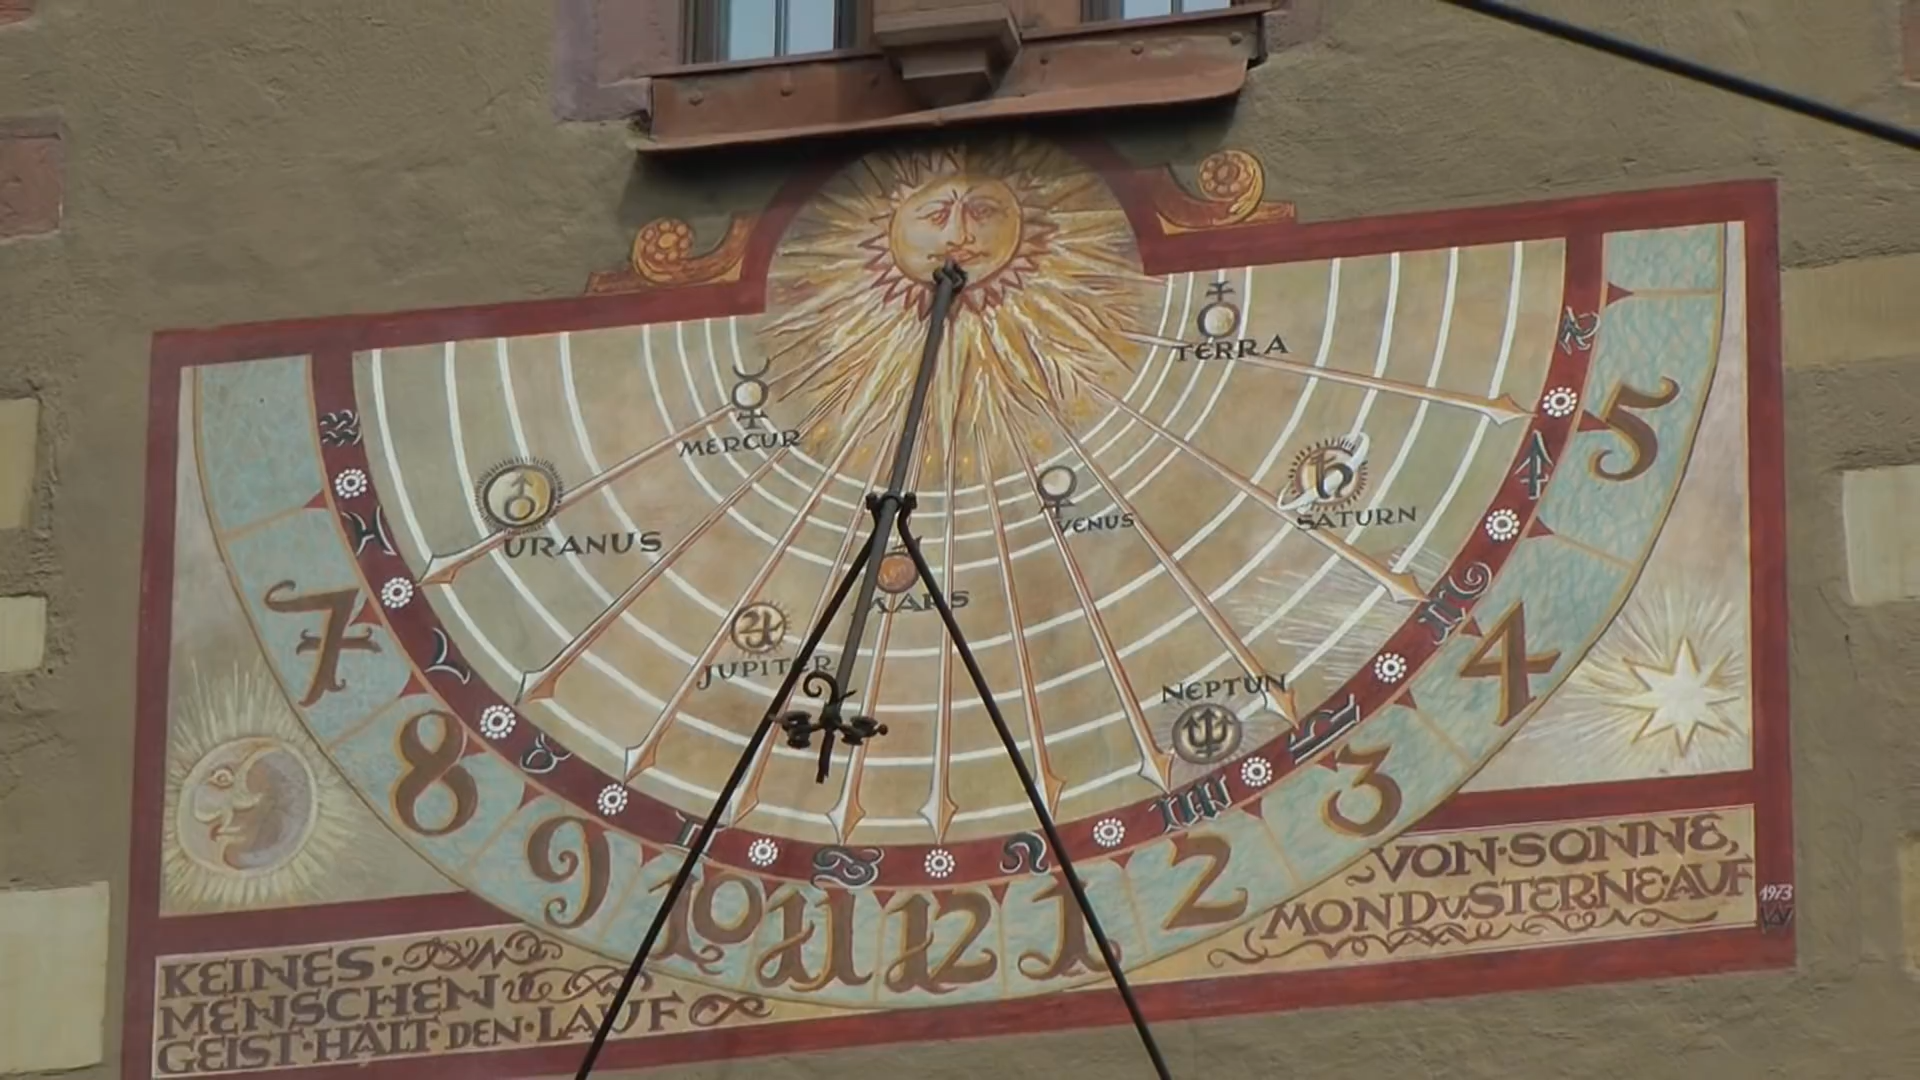 TERRA
MERCUR
URANUS
VENUS
SATURN
MARS
JUPITER
NEPTUN
5
7
4
8
3
9
2
10
11
12
1
VON·SONNE,
MOND u. STERNE·AUF
1973
KEINES·
MENSCHEN
GEIST·HÄLT·DEN·LAUF